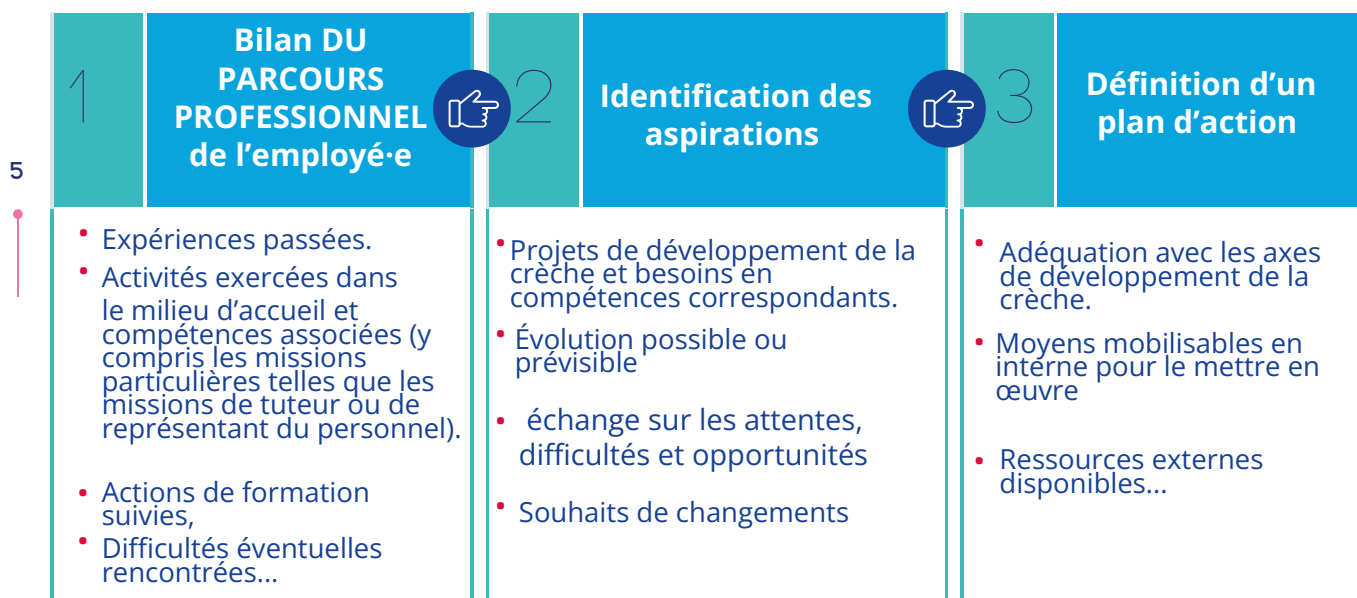 5
1
Bilan DU
PARCOURS
PROFESSIONNEL
de l'employé·e
• Expériences passées.
• Activités exercées dans
le milieu d'accueil et
compétences associées (y
compris les missions
particulières telles que les
missions de tuteur ou de
représentant du personnel).
• Actions de formation
suivies,
• Difficultés éventuelles
rencontrées...
2
Identification des
aspirations
• Projets de développement de la
crèche et besoins en
compétences correspondants.
• Évolution possible ou
prévisible
• échange sur les attentes,
difficultés et opportunités
• Souhaits de changements
3
Définition d'un
plan d'action
• Adéquation avec les axes
de développement de la
crèche.
• Moyens mobilisables en
interne pour le mettre en
œuvre
• Ressources externes
disponibles...